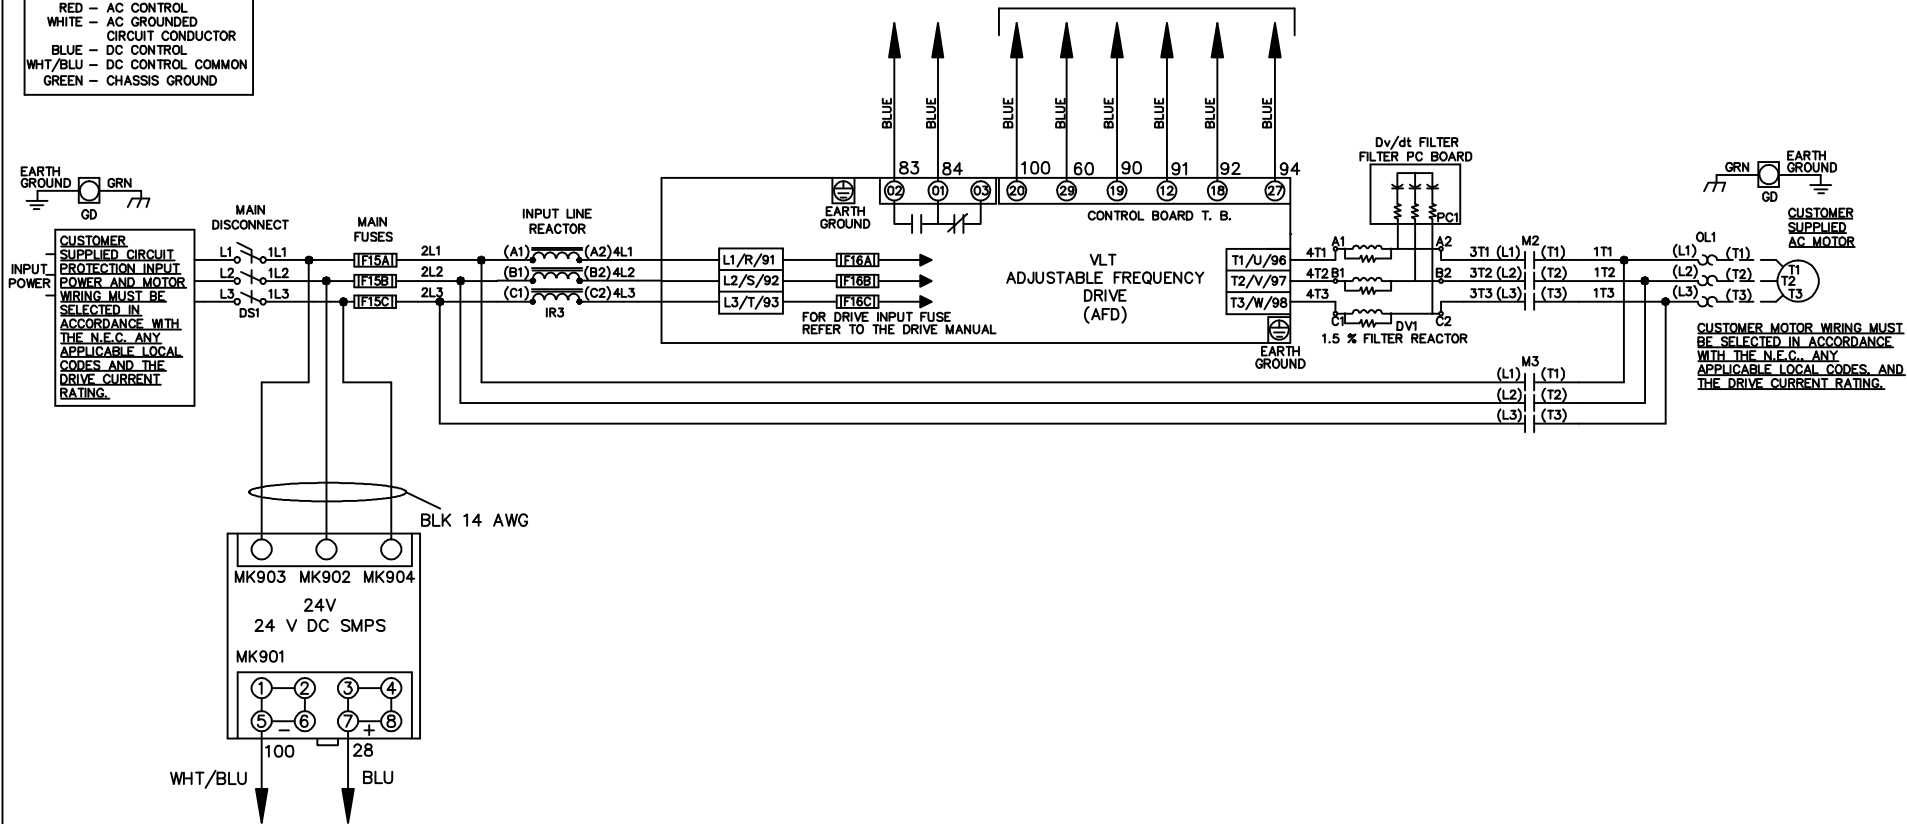 RED – AC CONTROL
WHITE – AC GROUNDED
CIRCUIT CONDUCTOR
BLUE – DC CONTROL
WHT/BLU – DC CONTROL COMMON
GREEN – CHASSIS GROUND
BLUE
BLUE
BLUE
BLUE
BLUE
BLUE
BLUE
BLUE
83
84
100
60
90
91
92
94
02
01
03
20
29
19
12
18
27
EARTH
GROUND
CONTROL BOARD T. B.
EARTH
GROUND
GRN
GD
MAIN
DISCONNECT
MAIN
FUSES
INPUT LINE
REACTOR
INPUT
POWER
CUSTOMER
SUPPLIED CIRCUIT
PROTECTION INPUT
POWER AND MOTOR
WIRING MUST BE
SELECTED IN
ACCORDANCE WITH
THE N.E.C. ANY
APPLICABLE LOCAL
CODES AND THE
DRIVE CURRENT
RATING.
L1 1L1
L2 1L2
L3 1L3
DS1
F15A
F15B
F15C
2L1
2L2
2L3
(A1) (A2) 4L1
(B1) (B2) 4L2
(C1) (C2) 4L3
IR3
L1/R/91
L2/S/92
L3/T/93
F16A
F16B
F16C
FOR DRIVE INPUT FUSE
REFER TO THE DRIVE MANUAL
VLT
ADJUSTABLE FREQUENCY
DRIVE
(AFD)
T1/U/96
T2/V/97
T3/W/98
EARTH
GROUND
Dv/dt FILTER
FILTER PC BOARD
PC1
4T1 A1 A2
4T2 B1 B2
4T3 C1 C2
DV1
1.5 % FILTER REACTOR
M2
3T1 (L1) (T1) 1T1
3T2 (L2) (T2) 1T2
3T3 (L3) (T3) 1T3
M3
(L1) (T1)
(L2) (T2)
(L3) (T3)
OL1
(L1) (T1)
(L2) (T2)
(L3) (T3)
GRN
EARTH
GROUND
GD
CUSTOMER
SUPPLIED
AC MOTOR
T1
T2
T3
CUSTOMER MOTOR WIRING MUST
BE SELECTED IN ACCORDANCE
WITH THE N.E.C., ANY
APPLICABLE LOCAL CODES, AND
THE DRIVE CURRENT RATING.
BLK 14 AWG
MK903 MK902 MK904
24V
24 V DC SMPS
MK901
1 2 3 4
5 6 7 8
– +
100
28
WHT/BLU
BLU